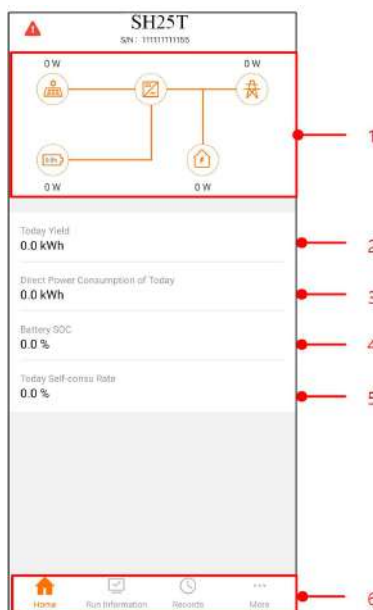 SH25T
S/N: 111111111155
0 W
0 W
0 W
0 W
1
Today Yield
0.0 kWh
2
Direct Power Consumption of Today
0.0 kWh
3
Battery SOC
0.0 %
4
Today Self-consu Rate
0.0 %
5
Home
Run Information
Records
More
6